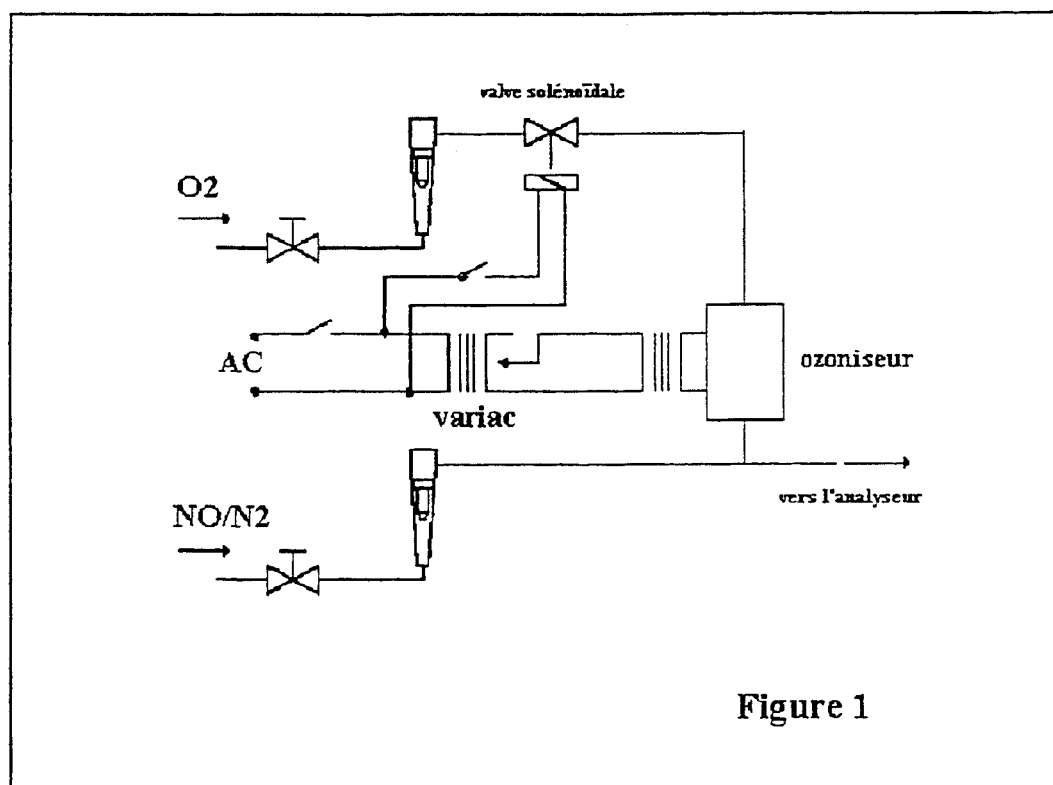 valve solénoïdale
O2
AC
variac
ozoniseur
vers l'analyseur
NO/N2
Figure 1